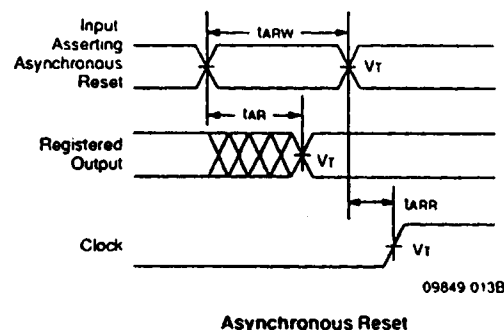 Input
Asserting
Asynchronous
Reset
tARW
VT
tAR
Registered
Output
VT
tARR
Clock
VT
09849 013B
Asynchronous Reset